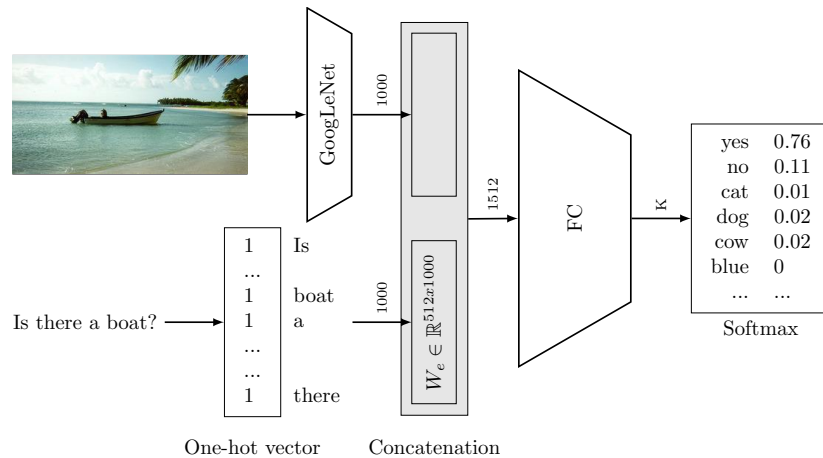 GoogLeNet
1000
Is there a boat?
1 Is
...
1 boat
1 a
...
...
1 there
One-hot vector
1000
W_e ∈ ℝ^{512x1000}
Concatenation
1512
FC
K
yes 0.76
no 0.11
cat 0.01
dog 0.02
cow 0.02
blue 0
... ...
Softmax